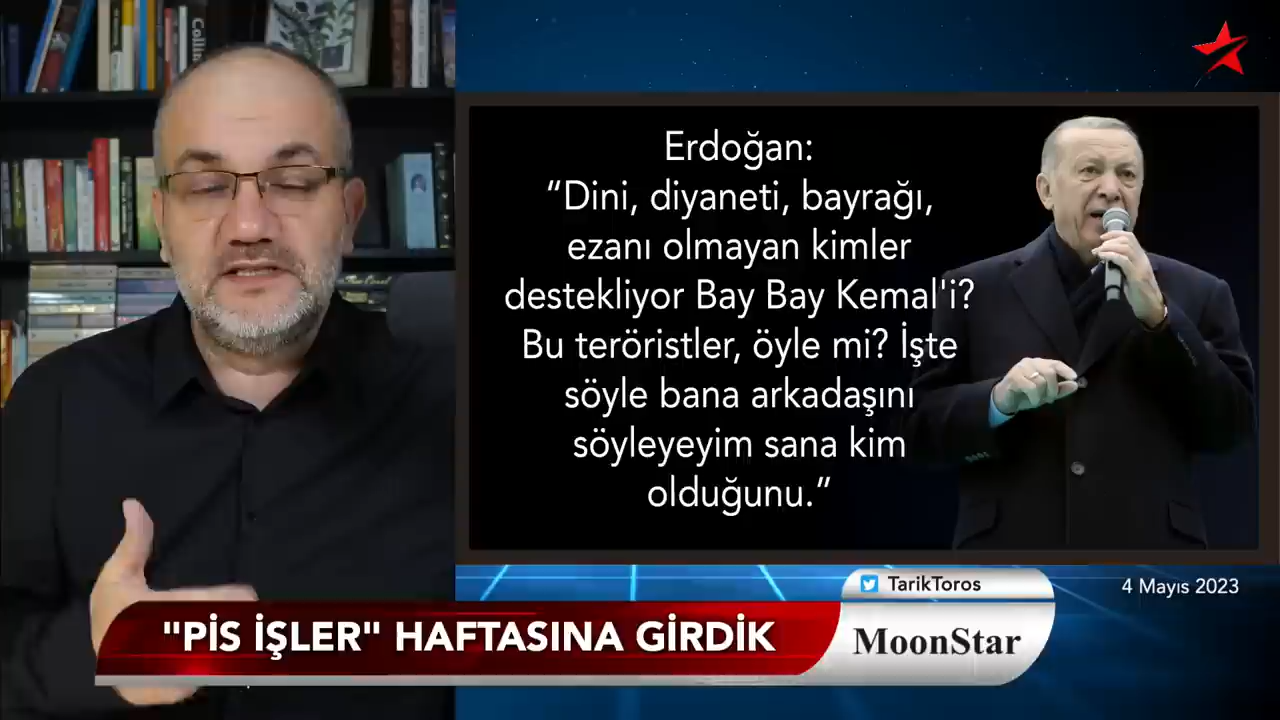 Erdoğan:
“Dini, diyaneti, bayrağı,
ezanı olmayan kimler
destekliyor Bay Bay Kemal'i?
Bu teröristler, öyle mi? İşte
söyle bana arkadaşını
söyleyeyim sana kim
olduğunu.”
TarikToros
4 Mayıs 2023
"PİS İŞLER" HAFTASINA GİRDİK
MoonStar